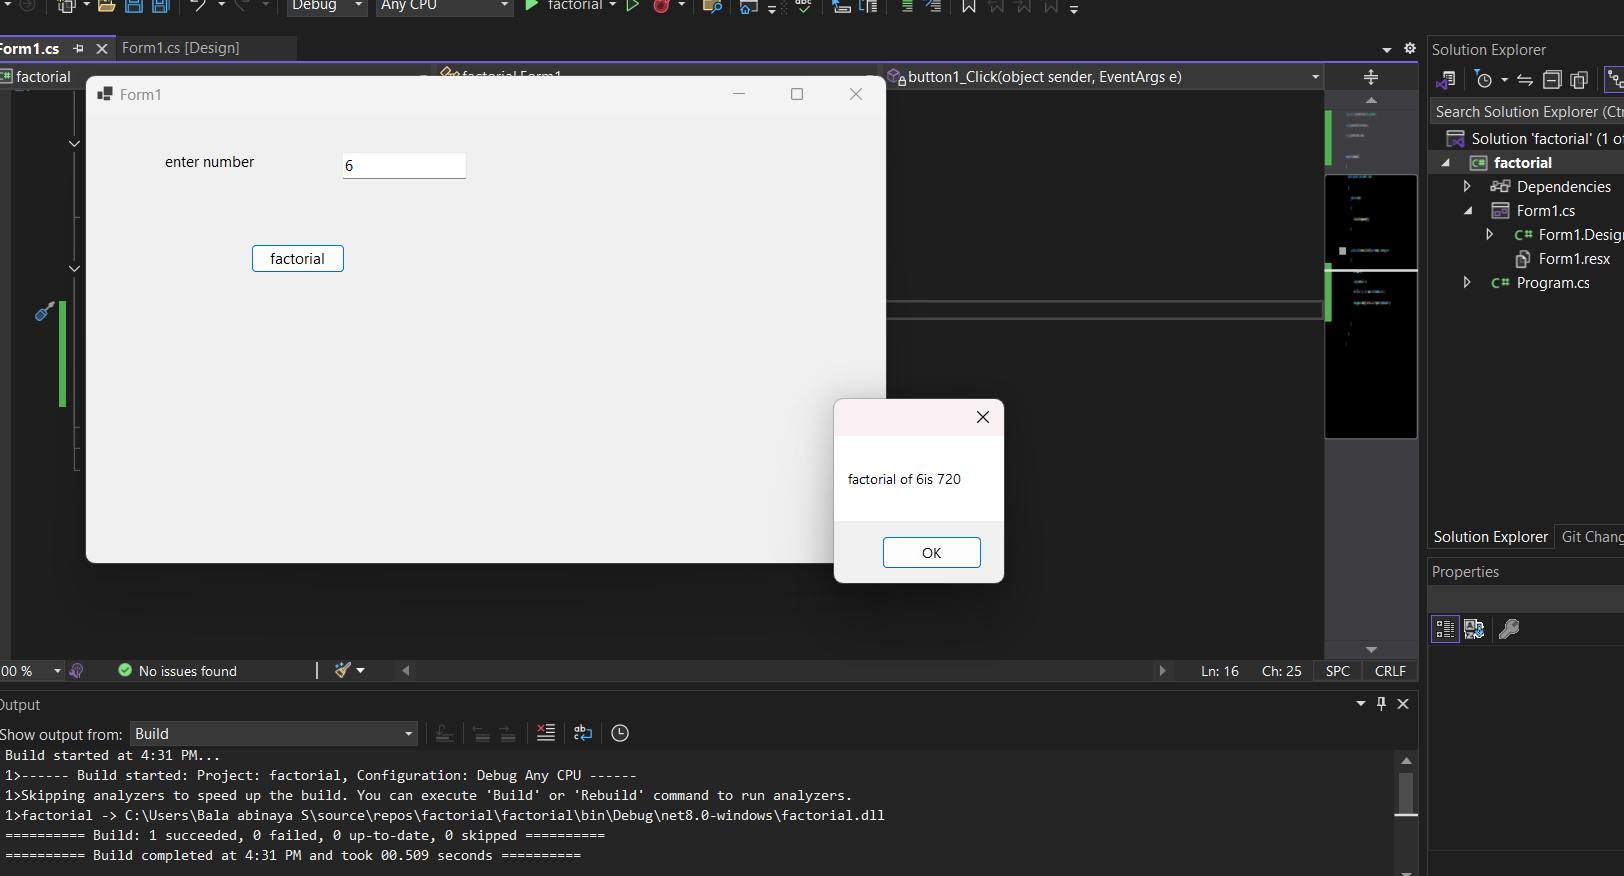 Debug
Any CPU
factorial
Form1.cs
Form1.cs [Design]
factorial
factorial.Form1
button1_Click(object sender, EventArgs e)
Form1
enter number
6
factorial
factorial of 6is 720
OK
Solution Explorer
Search Solution Explorer (Ctr
Solution 'factorial' (1 of
factorial
Dependencies
Form1.cs
C# Form1.Design
Form1.resx
C# Program.cs
Solution Explorer
Git Chang
Properties
00 %
No issues found
Ln: 16
Ch: 25
SPC
CRLF
Output
Show output from:
Build
Build started at 4:31 PM...
1>------ Build started: Project: factorial, Configuration: Debug Any CPU ------
1>Skipping analyzers to speed up the build. You can execute 'Build' or 'Rebuild' command to run analyzers.
1>factorial -> C:\Users\Bala abinaya S\source\repos\factorial\factorial\bin\Debug\net8.0-windows\factorial.dll
========== Build: 1 succeeded, 0 failed, 0 up-to-date, 0 skipped ==========
========== Build completed at 4:31 PM and took 00.509 seconds ==========